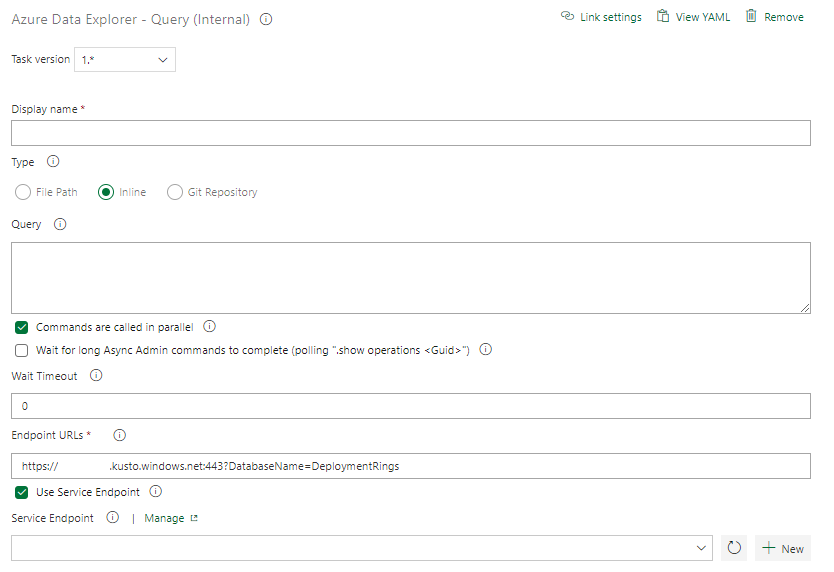 Azure Data Explorer - Query (Internal)
Link settings View YAML Remove
Task version 1.*
Display name *
Type
File Path Inline Git Repository
Query
Commands are called in parallel
Wait for long Async Admin commands to complete (polling ".show operations <Guid>")
Wait Timeout
0
Endpoint URLs *
https:// .kusto.windows.net:443?DatabaseName=DeploymentRings
Use Service Endpoint
Service Endpoint | Manage
New